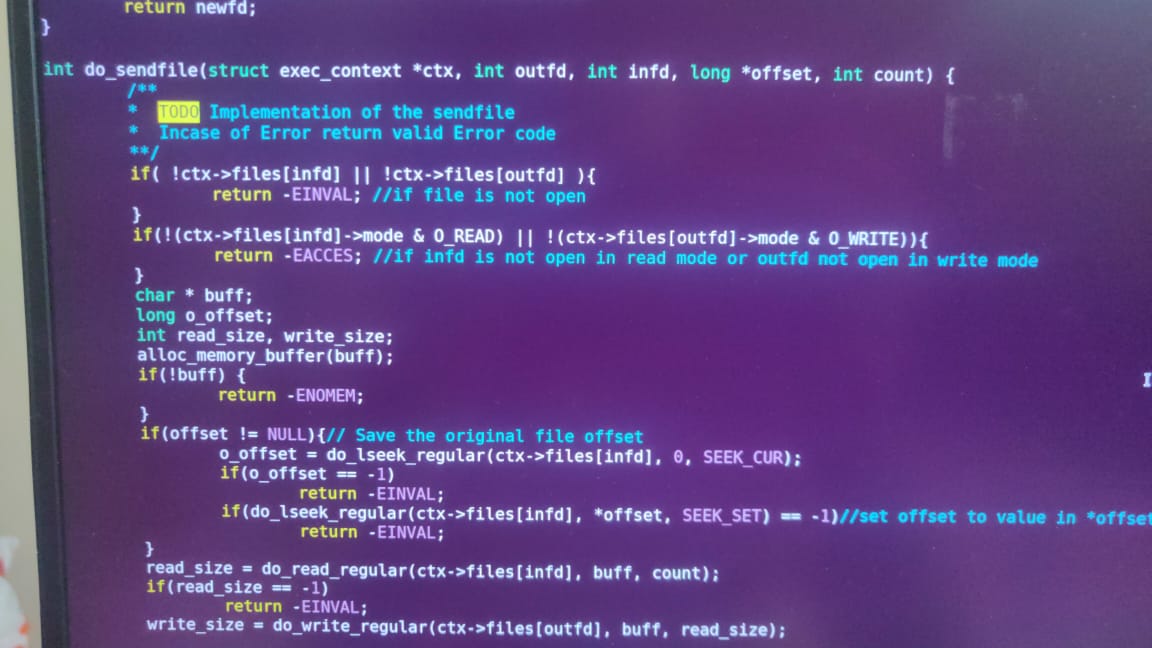 return newfd;
}
int do_sendfile(struct exec_context *ctx, int outfd, int infd, long *offset, int count) {
/**
* TODO Implementation of the sendfile
* Incase of Error return valid Error code
**/
if( !ctx->files[infd] || !ctx->files[outfd] ){
return -EINVAL; //if file is not open
}
if(!(ctx->files[infd]->mode & O_READ) || !(ctx->files[outfd]->mode & O_WRITE)){
return -EACCES; //if infd is not open in read mode or outfd not open in write mode
}
char * buff;
long o_offset;
int read_size, write_size;
alloc_memory_buffer(buff);
if(!buff) {
return -ENOMEM;
}
if(offset != NULL){// Save the original file offset
o_offset = do_lseek_regular(ctx->files[infd], 0, SEEK_CUR);
if(o_offset == -1)
return -EINVAL;
if(do_lseek_regular(ctx->files[infd], *offset, SEEK_SET) == -1)//set offset to value in *offset
return -EINVAL;
}
read_size = do_read_regular(ctx->files[infd], buff, count);
if(read_size == -1)
return -EINVAL;
write_size = do_write_regular(ctx->files[outfd], buff, read_size);